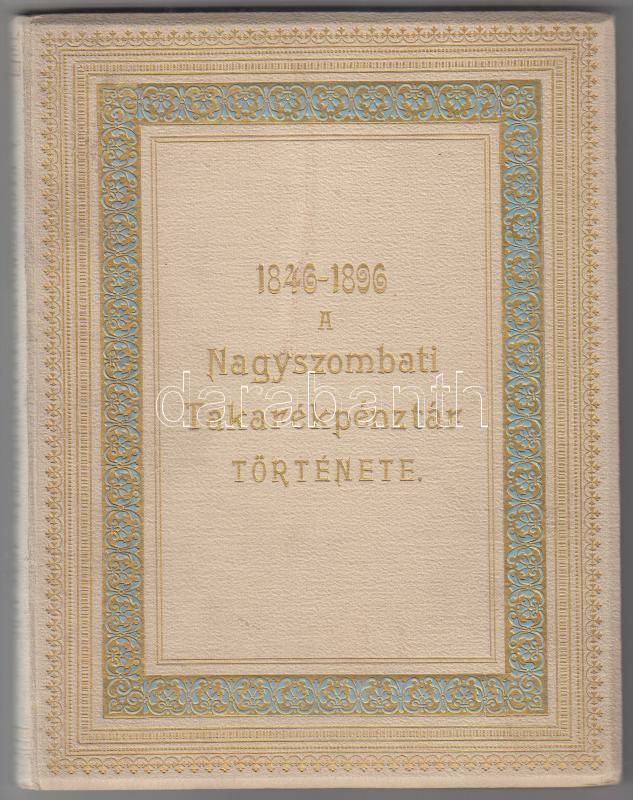 1846-1896
A
Nagyszombati
Takarékpénztár
TÖRTÉNETE.
darabanth